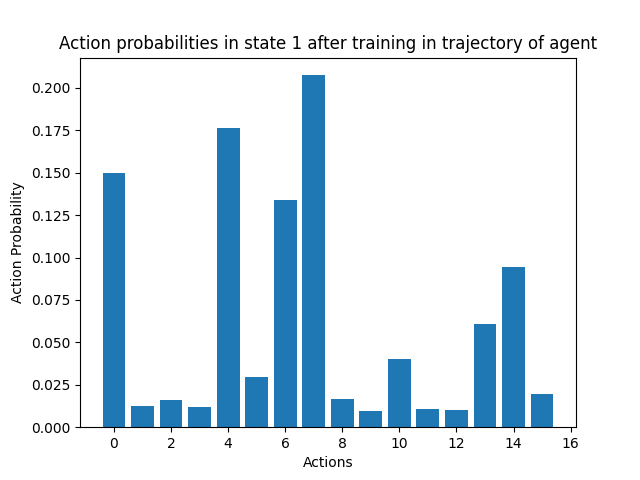 Action probabilities in state 1 after training in trajectory of agent
0.200
0.175
0.150
0.125
0.100
0.075
0.050
0.025
0.000
Action Probability
0 2 4 6 8 10 12 14 16
Actions